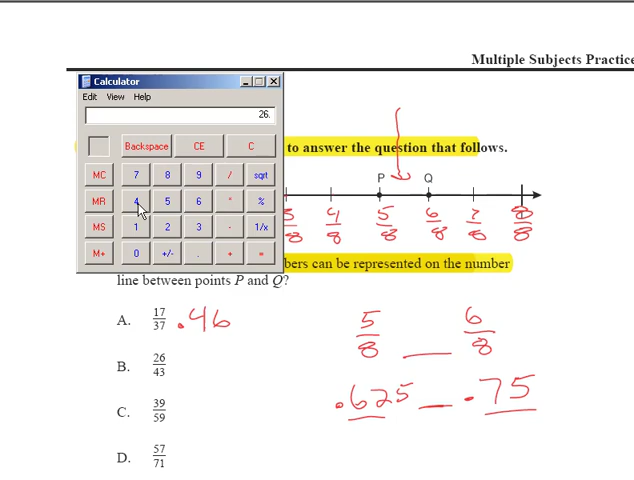 Multiple Subjects Practice
Calculator
Edit View Help
26.
to answer the question that follows.
Backspace CE C
MC 7 8 9 / sqrt
MR 4 5 6 * %
MS 1 2 3 - 1/x
M+ 0 +/- . + =
P Q
4/8 5/8 6/8 7/8 8/8
bers can be represented on the number
line between points P and Q?
A. 17/37 .46
5/8 __ 6/8
B. 26/43
.625 — .75
C. 39/59
D. 57/71